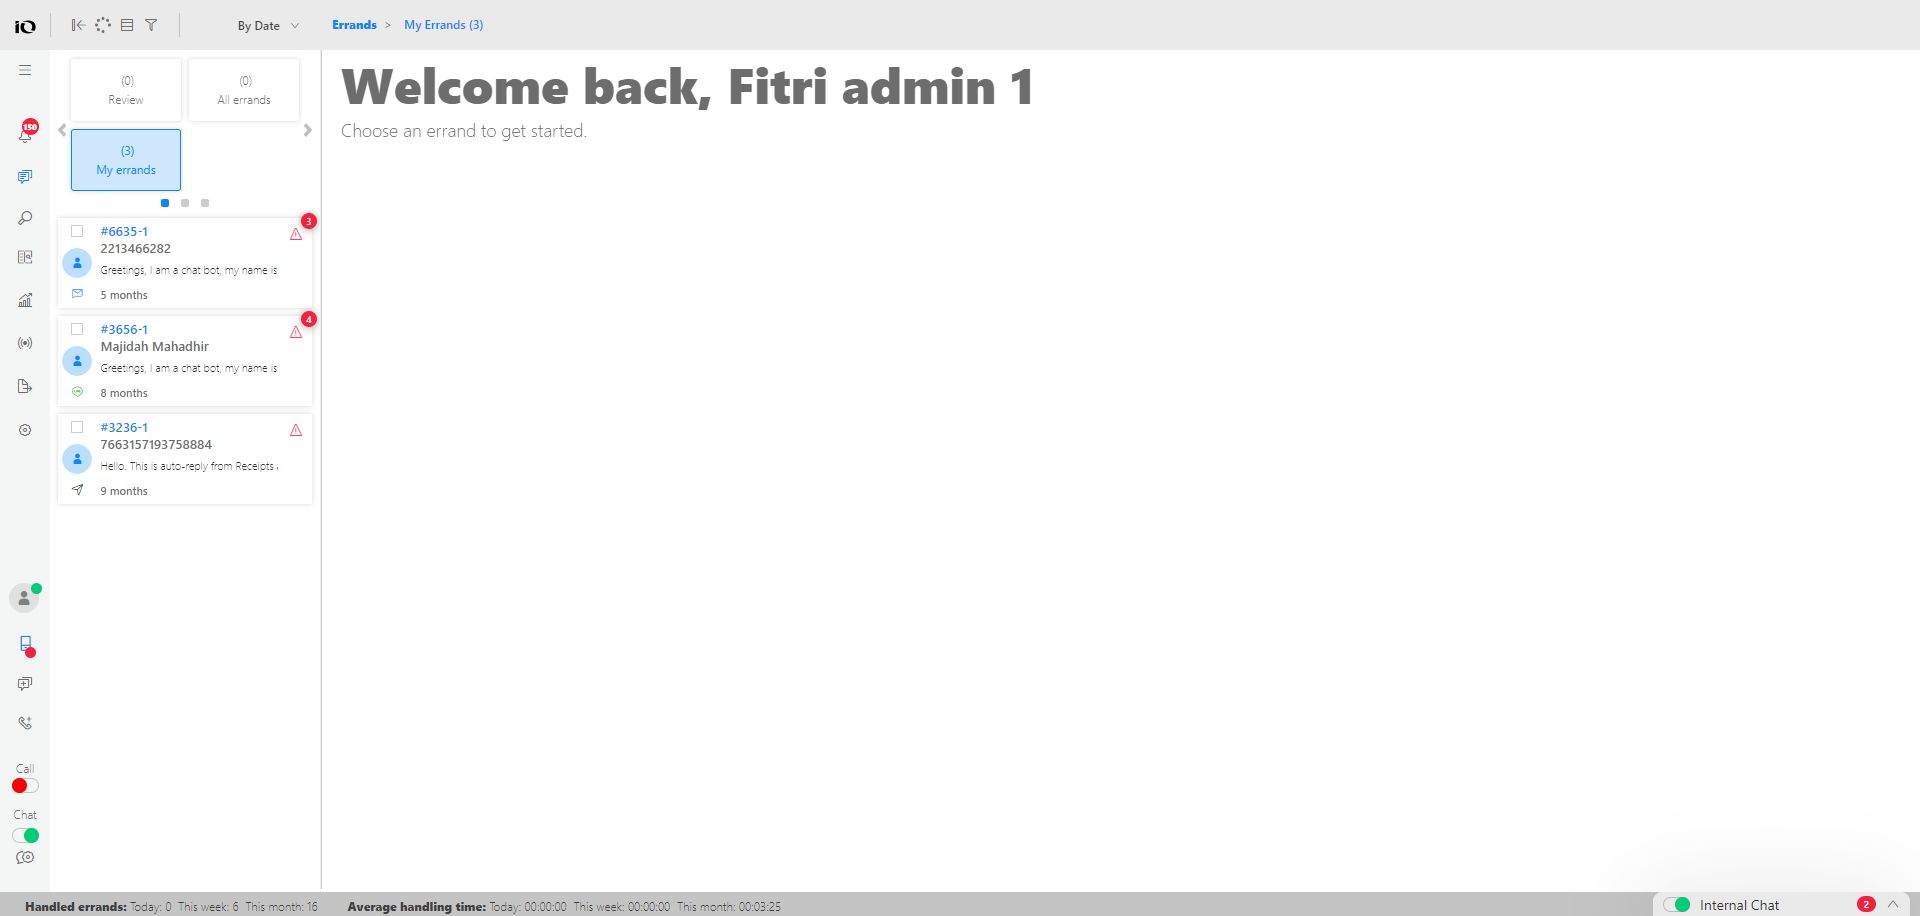 iO
By Date
Errands > My Errands (3)
(0)
Review
(0)
All errands
(3)
My errands
Welcome back, Fitri admin 1
Choose an errand to get started.
150
3
#6635-1
2213466282
Greetings, I am a chat bot, my name is
5 months
4
#3656-1
Majidah Mahadhir
Greetings, I am a chat bot, my name is
8 months
#3236-1
7663157193758884
Hello. This is auto-reply from Receipts
9 months
Call
Chat
Handled errands: Today: 0 This week: 6 This month: 16
Average handling time: Today: 00:00:00 This week: 00:00:00 This month: 00:03:25
Internal Chat 2